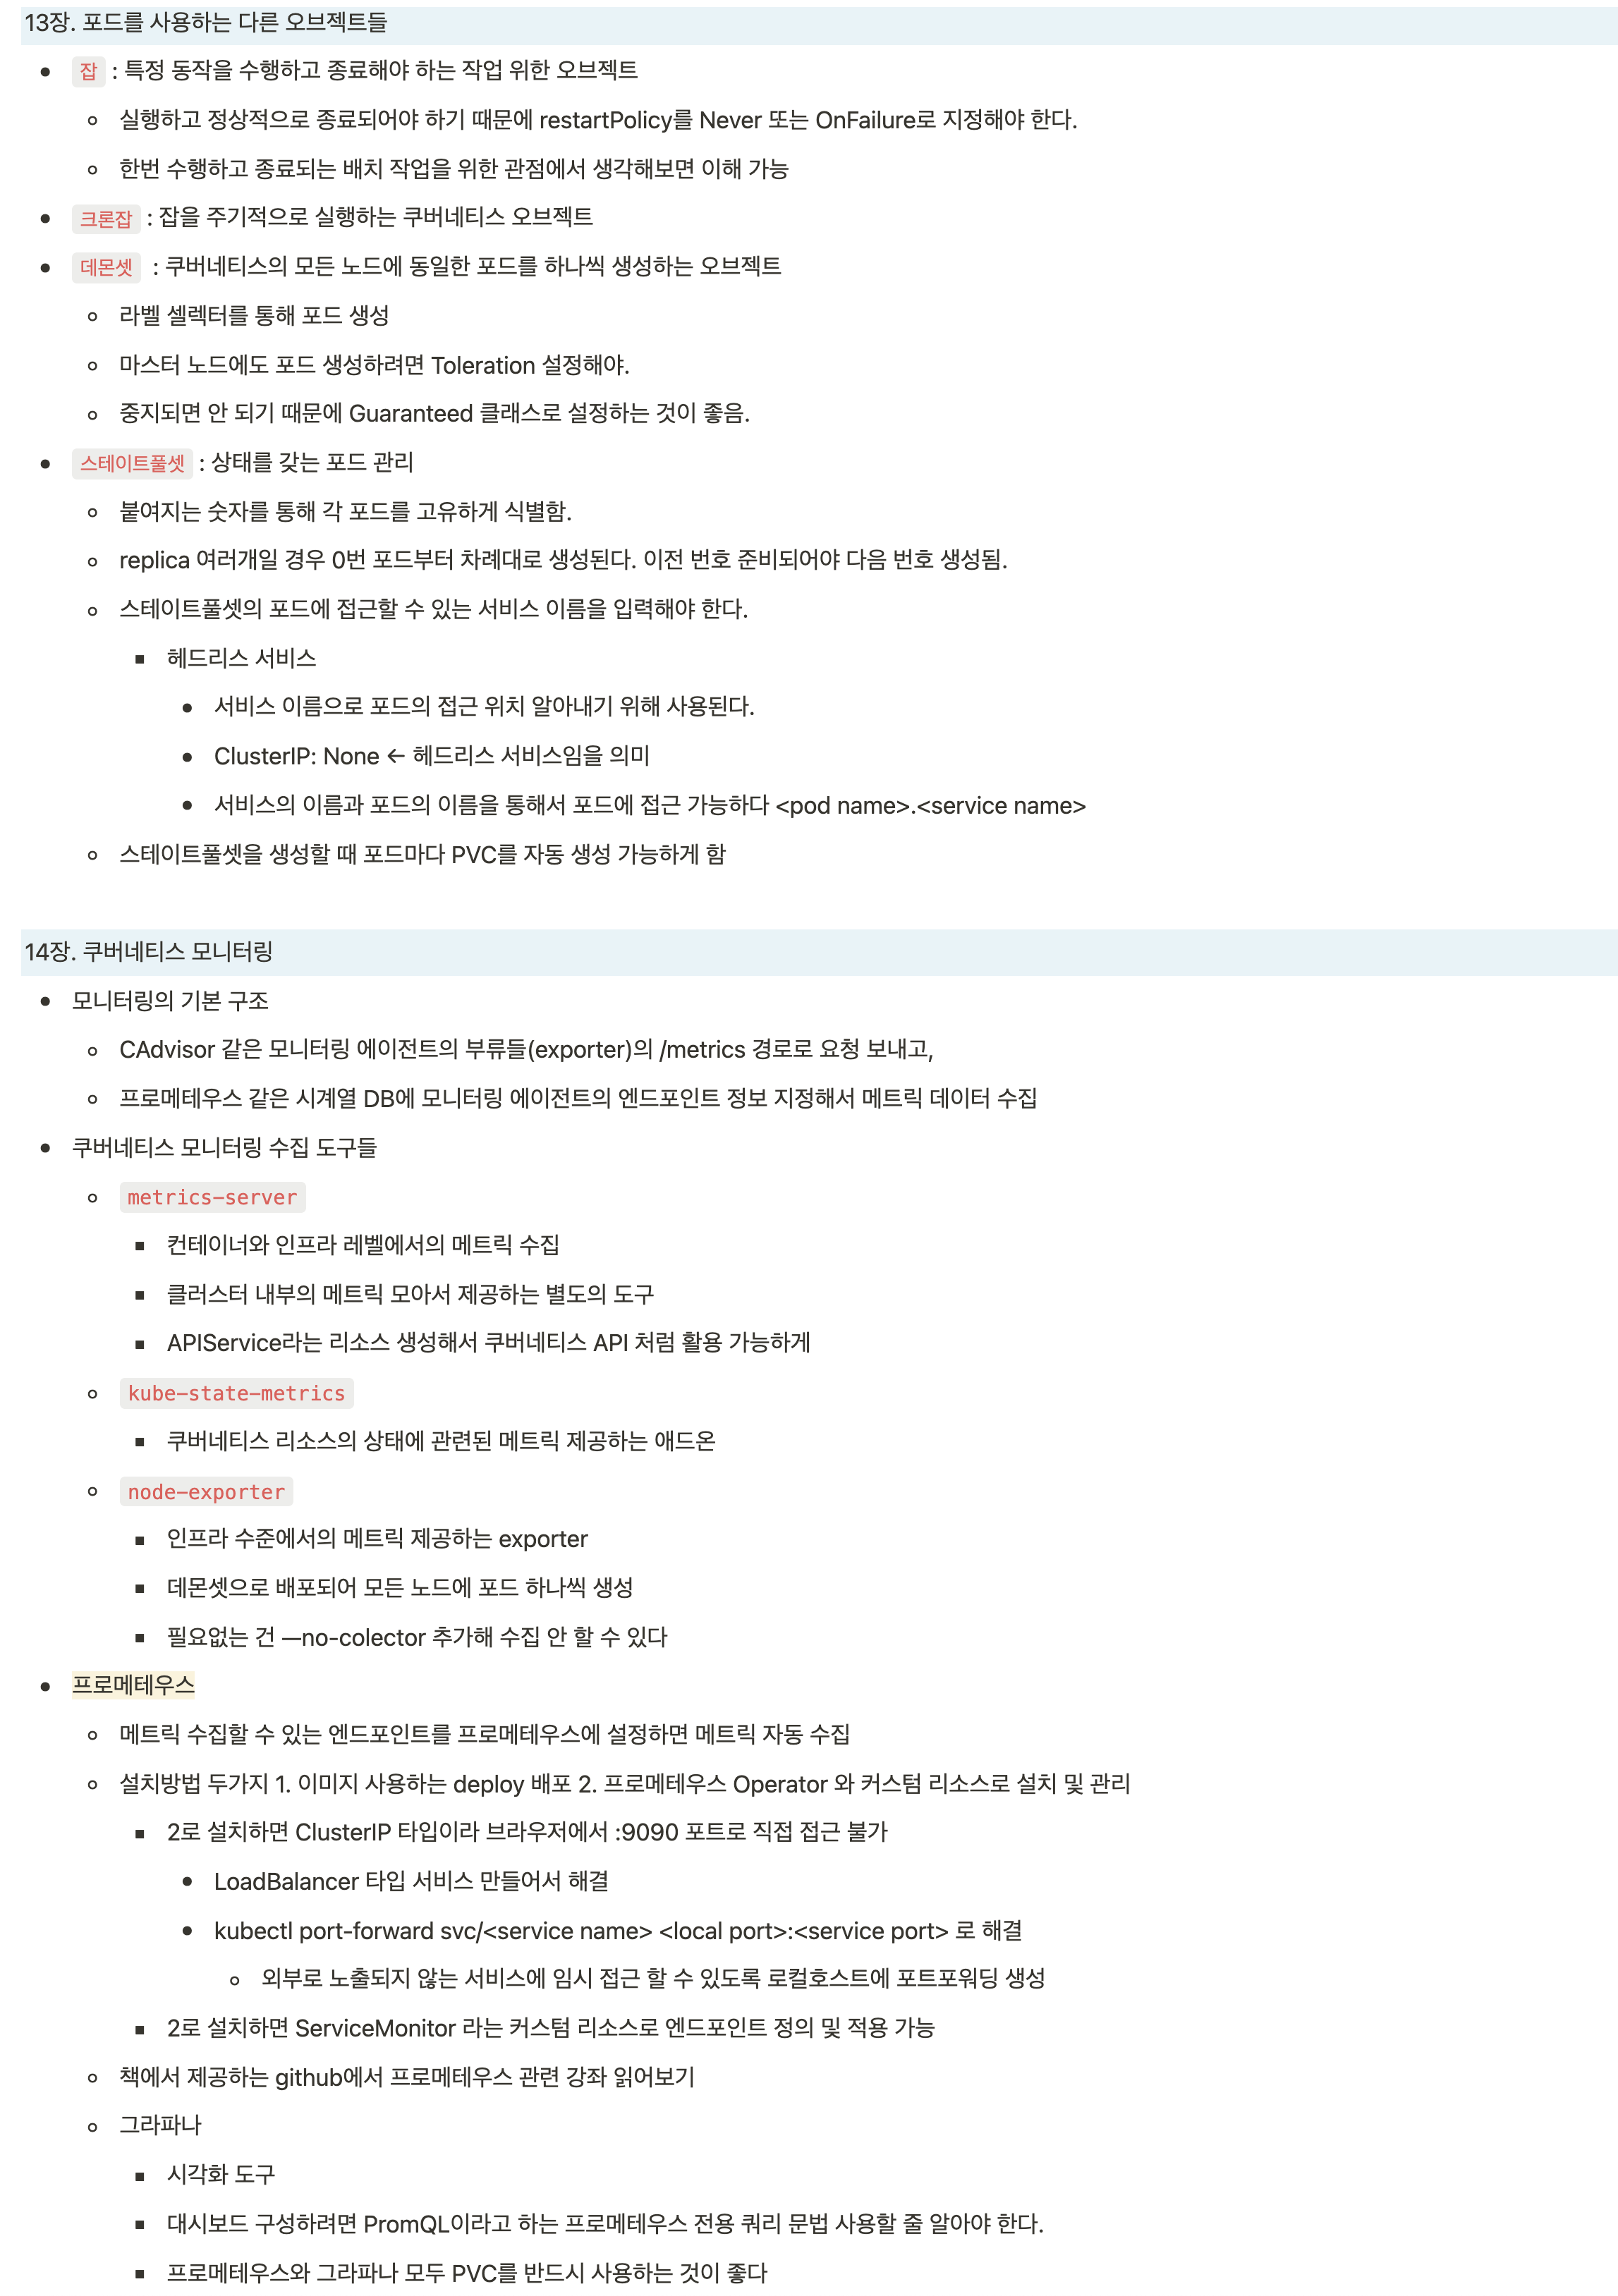 13장. 포드를 사용하는 다른 오브젝트들
잡 : 특정 동작을 수행하고 종료해야 하는 작업 위한 오브젝트
실행하고 정상적으로 종료되어야 하기 때문에 restartPolicy를 Never 또는 OnFailure로 지정해야 한다.
한번 수행하고 종료되는 배치 작업을 위한 관점에서 생각해보면 이해 가능
크론잡 : 잡을 주기적으로 실행하는 쿠버네티스 오브젝트
데몬셋 : 쿠버네티스의 모든 노드에 동일한 포드를 하나씩 생성하는 오브젝트
라벨 셀렉터를 통해 포드 생성
마스터 노드에도 포드 생성하려면 Toleration 설정해야.
중지되면 안 되기 때문에 Guaranteed 클래스로 설정하는 것이 좋음.
스테이트풀셋 : 상태를 갖는 포드 관리
붙여지는 숫자를 통해 각 포드를 고유하게 식별함.
replica 여러개일 경우 0번 포드부터 차례대로 생성된다. 이전 번호 준비되어야 다음 번호 생성됨.
스테이트풀셋의 포드에 접근할 수 있는 서비스 이름을 입력해야 한다.
헤드리스 서비스
서비스 이름으로 포드의 접근 위치 알아내기 위해 사용된다.
ClusterIP: None ← 헤드리스 서비스임을 의미
서비스의 이름과 포드의 이름을 통해서 포드에 접근 가능하다 <pod name>.<service name>
스테이트풀셋을 생성할 때 포드마다 PVC를 자동 생성 가능하게 함
14장. 쿠버네티스 모니터링
모니터링의 기본 구조
CAdvisor 같은 모니터링 에이전트의 부류들(exporter)의 /metrics 경로로 요청 보내고,
프로메테우스 같은 시계열 DB에 모니터링 에이전트의 엔드포인트 정보 지정해서 메트릭 데이터 수집
쿠버네티스 모니터링 수집 도구들
metrics-server
컨테이너와 인프라 레벨에서의 메트릭 수집
클러스터 내부의 메트릭 모아서 제공하는 별도의 도구
APIService라는 리소스 생성해서 쿠버네티스 API 처럼 활용 가능하게
kube-state-metrics
쿠버네티스 리소스의 상태에 관련된 메트릭 제공하는 애드온
node-exporter
인프라 수준에서의 메트릭 제공하는 exporter
데몬셋으로 배포되어 모든 노드에 포드 하나씩 생성
필요없는 건 —no-colector 추가해 수집 안 할 수 있다
프로메테우스
메트릭 수집할 수 있는 엔드포인트를 프로메테우스에 설정하면 메트릭 자동 수집
설치방법 두가지 1. 이미지 사용하는 deploy 배포 2. 프로메테우스 Operator 와 커스텀 리소스로 설치 및 관리
2로 설치하면 ClusterIP 타입이라 브라우저에서 :9090 포트로 직접 접근 불가
LoadBalancer 타입 서비스 만들어서 해결
kubectl port-forward svc/<service name> <local port>:<service port> 로 해결
외부로 노출되지 않는 서비스에 임시 접근 할 수 있도록 로컬호스트에 포트포워딩 생성
2로 설치하면 ServiceMonitor 라는 커스텀 리소스로 엔드포인트 정의 및 적용 가능
책에서 제공하는 github에서 프로메테우스 관련 강좌 읽어보기
그라파나
시각화 도구
대시보드 구성하려면 PromQL이라고 하는 프로메테우스 전용 쿼리 문법 사용할 줄 알아야 한다.
프로메테우스와 그라파나 모두 PVC를 반드시 사용하는 것이 좋다